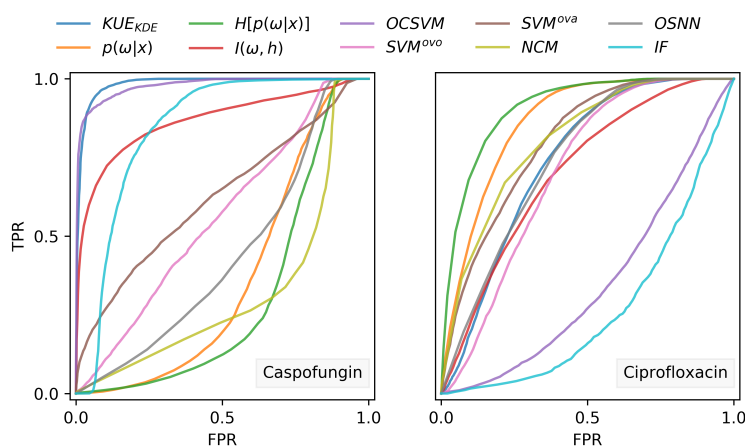 KUE_KDE H[p(ω|x)] OCSVM SVM^ova OSNN
p(ω|x) I(ω, h) SVM^ovo NCM IF
1.0
0.5
0.0
TPR
Caspofungin
0.0 0.5 1.0
FPR
Ciprofloxacin
0.0 0.5 1.0
FPR